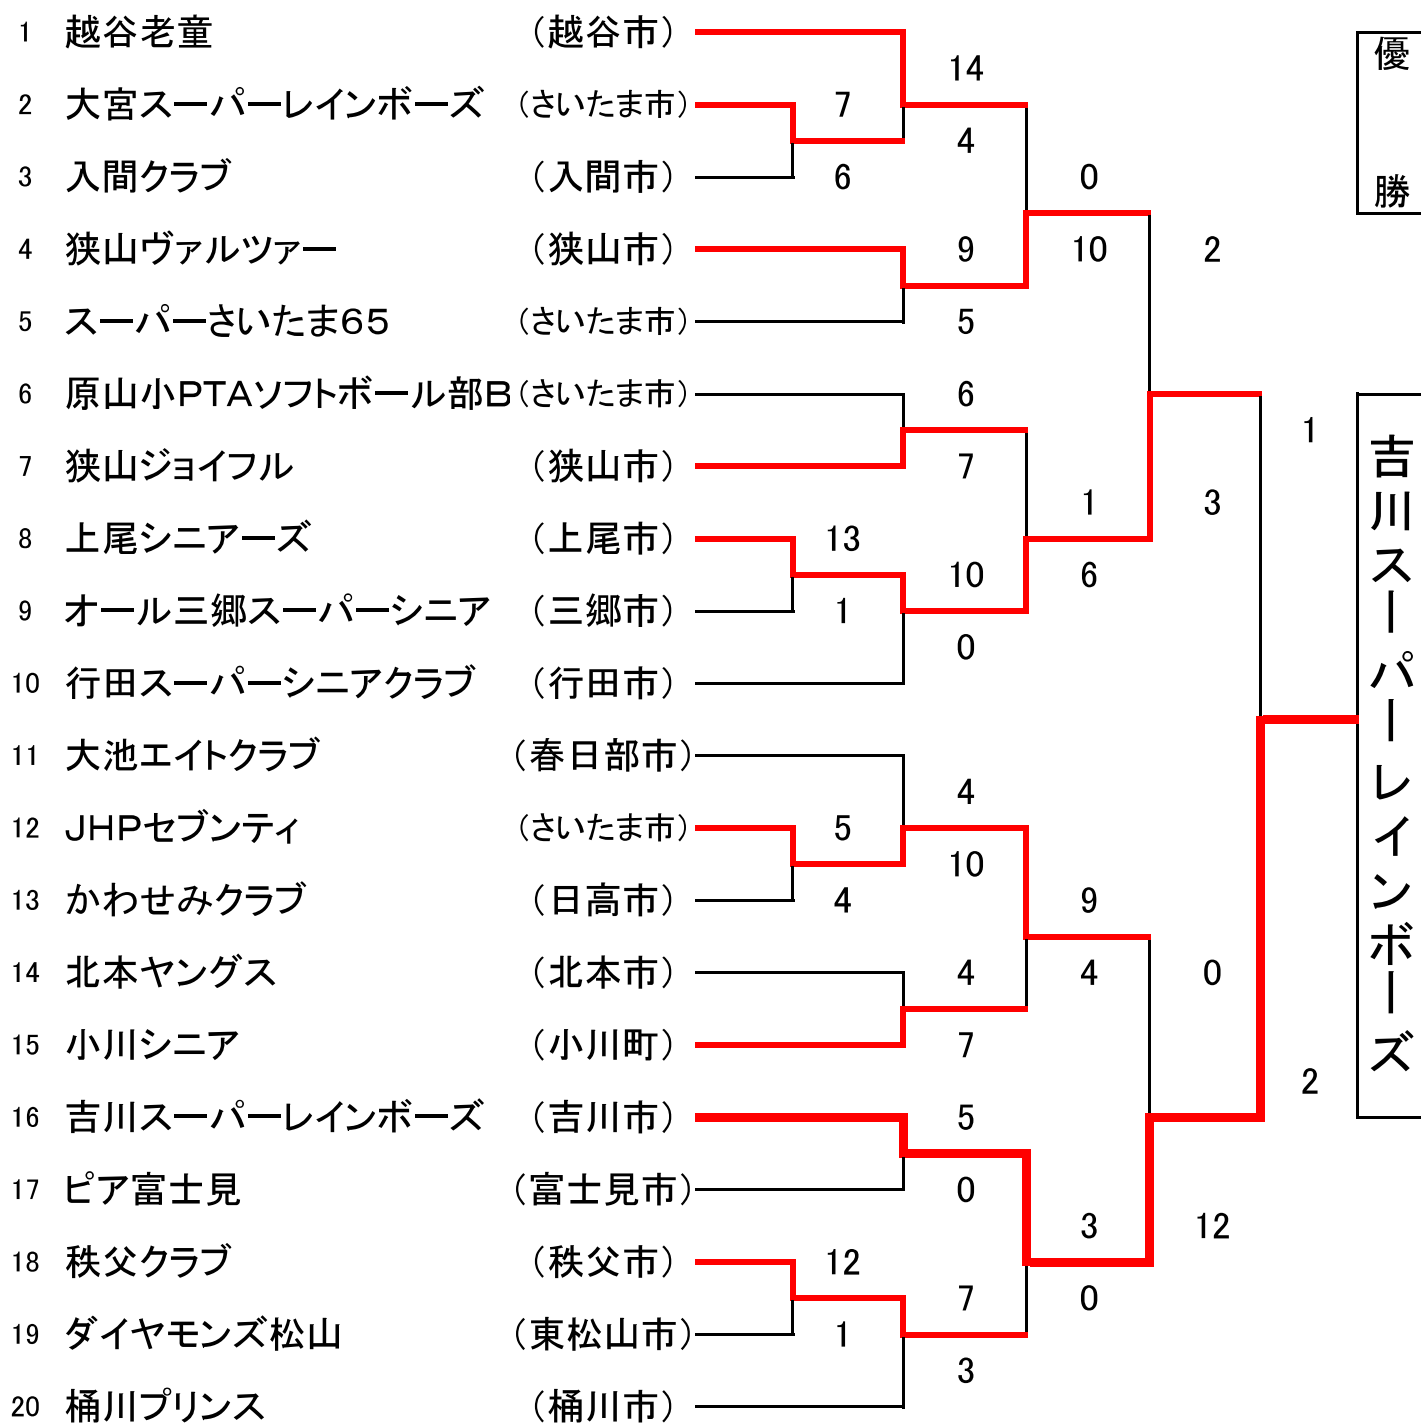 1 越谷老童 （越谷市）
14
優勝
2 大宮スーパーレインボーズ （さいたま市） 7
4
3 入間クラブ （入間市） 6
0
4 狭山ヴァルツァー （狭山市） 9 10 2
5 スーパーさいたま65 （さいたま市） 5
6 原山小PTAソフトボール部B （さいたま市） 6
1
7 狭山ジョイフル （狭山市） 7
1 3
8 上尾シニアーズ （上尾市） 13
10 6
9 オール三郷スーパーシニア （三郷市） 1
0
10 行田スーパーシニアクラブ （行田市）
吉川スーパーレインボーズ
11 大池エイトクラブ （春日部市）
4
12 JHPセブンティ （さいたま市） 5
10
13 かわせみクラブ （日高市） 4
9
14 北本ヤングス （北本市） 4 4 0
15 小川シニア （小川町） 7
2
16 吉川スーパーレインボーズ （吉川市） 5
17 ピア富士見 （富士見市） 0
3 12
18 秩父クラブ （秩父市） 12
7 0
19 ダイヤモンズ松山 （東松山市） 1
3
20 桶川プリンス （桶川市）